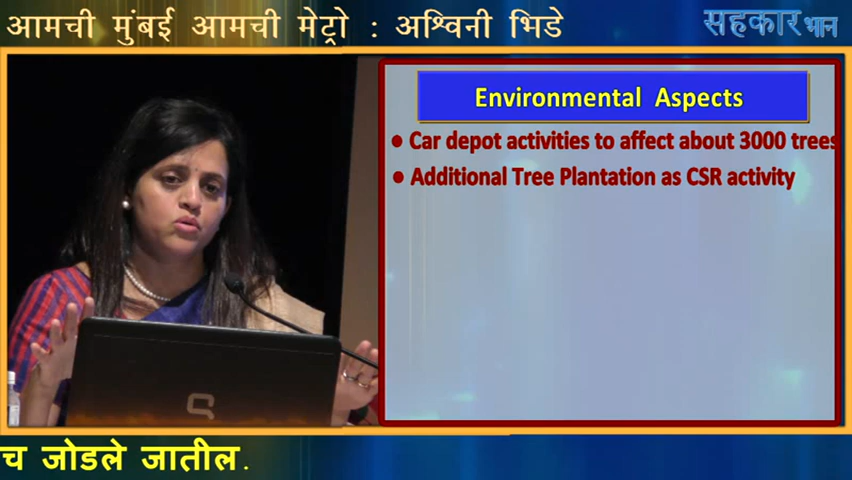 आमची मुंबई आमची मेट्रो : अश्विनी भिडे
सहकार भान
Environmental Aspects
• Car depot activities to affect about 3000 trees
• Additional Tree Plantation as CSR activity
च जोडले जातील.